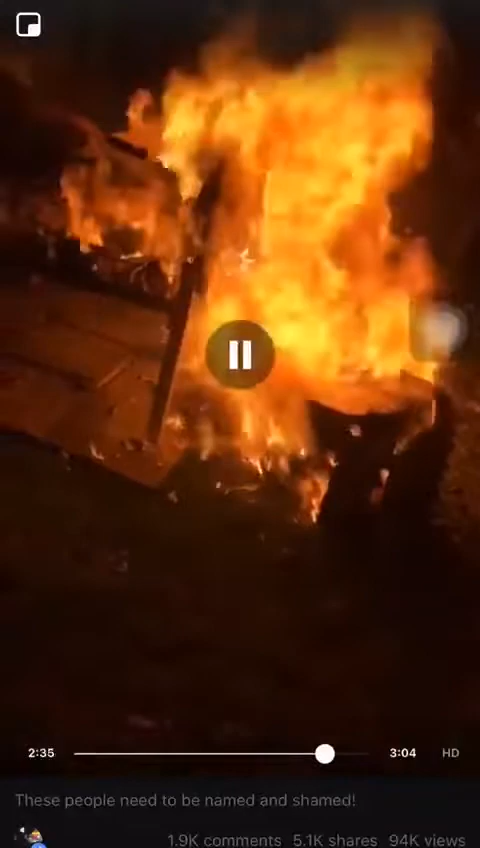 2:35 3:04 HD
These people need to be named and shamed!
1.9K comments 5.1K shares 94K views